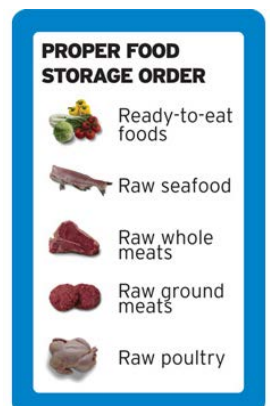 PROPER FOOD
STORAGE ORDER
Ready-to-eat
foods
Raw seafood
Raw whole
meats
Raw ground
meats
Raw poultry